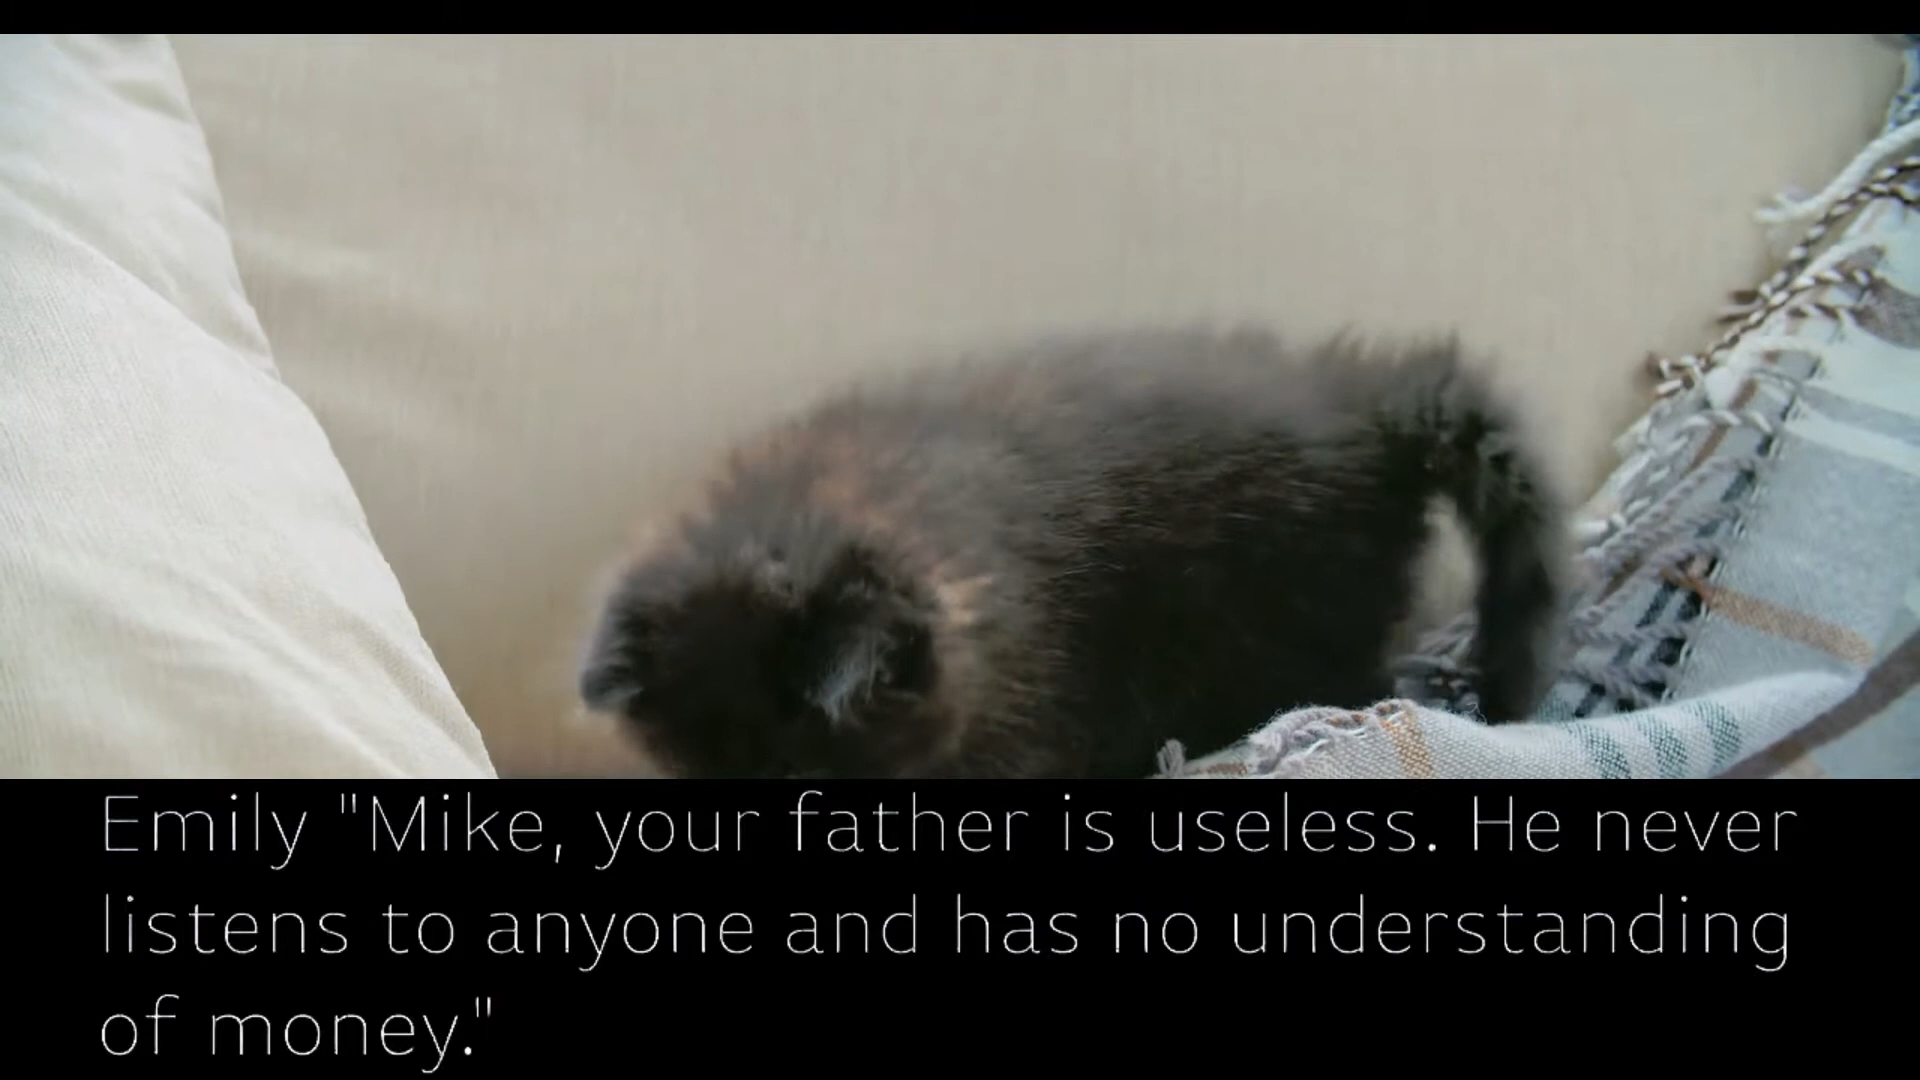 Emily "Mike, your father is useless. He never
listens to anyone and has no understanding
of money."